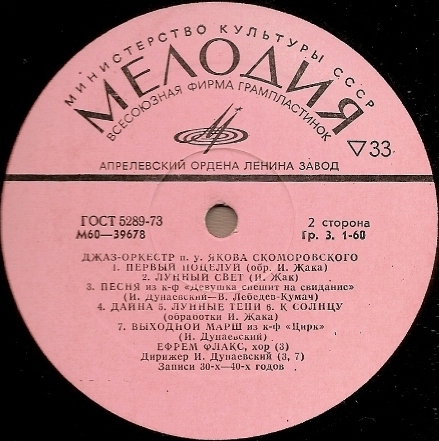 МИНИСТЕРСТВО КУЛЬТУРЫ СССР
МЕЛОДИЯ
ВСЕСОЮЗНАЯ ФИРМА ГРАМПЛАСТИНОК
▽33
АПРЕЛЕВСКИЙ ОРДЕНА ЛЕНИНА ЗАВОД
ГОСТ 5289-73
М60—39678
2 сторона
Гр. 3. 1-60
ДЖАЗ-ОРКЕСТР п. у. ЯКОВА СКОМОРОВСКОГО
1. ПЕРВЫЙ ПОЦЕЛУЙ (обр. И. Жака)
2. ЛУННЫЙ СВЕТ (И. Жак)
3. ПЕСНЯ из к-ф «Девушка спешит на свидание»
(И. Дунаевский—В. Лебедев-Кумач)
4. ДАЙНА 5. ЛУННЫЕ ТЕНИ 6. К СОЛНЦУ
(обработки И. Жака)
7. ВЫХОДНОЙ МАРШ из к-ф «Цирк»
(И. Дунаевский)
ЕФРЕМ ФЛАКС, хор (3)
Дирижер И. Дунаевский (3, 7)
Записи 30-х—40-х годов